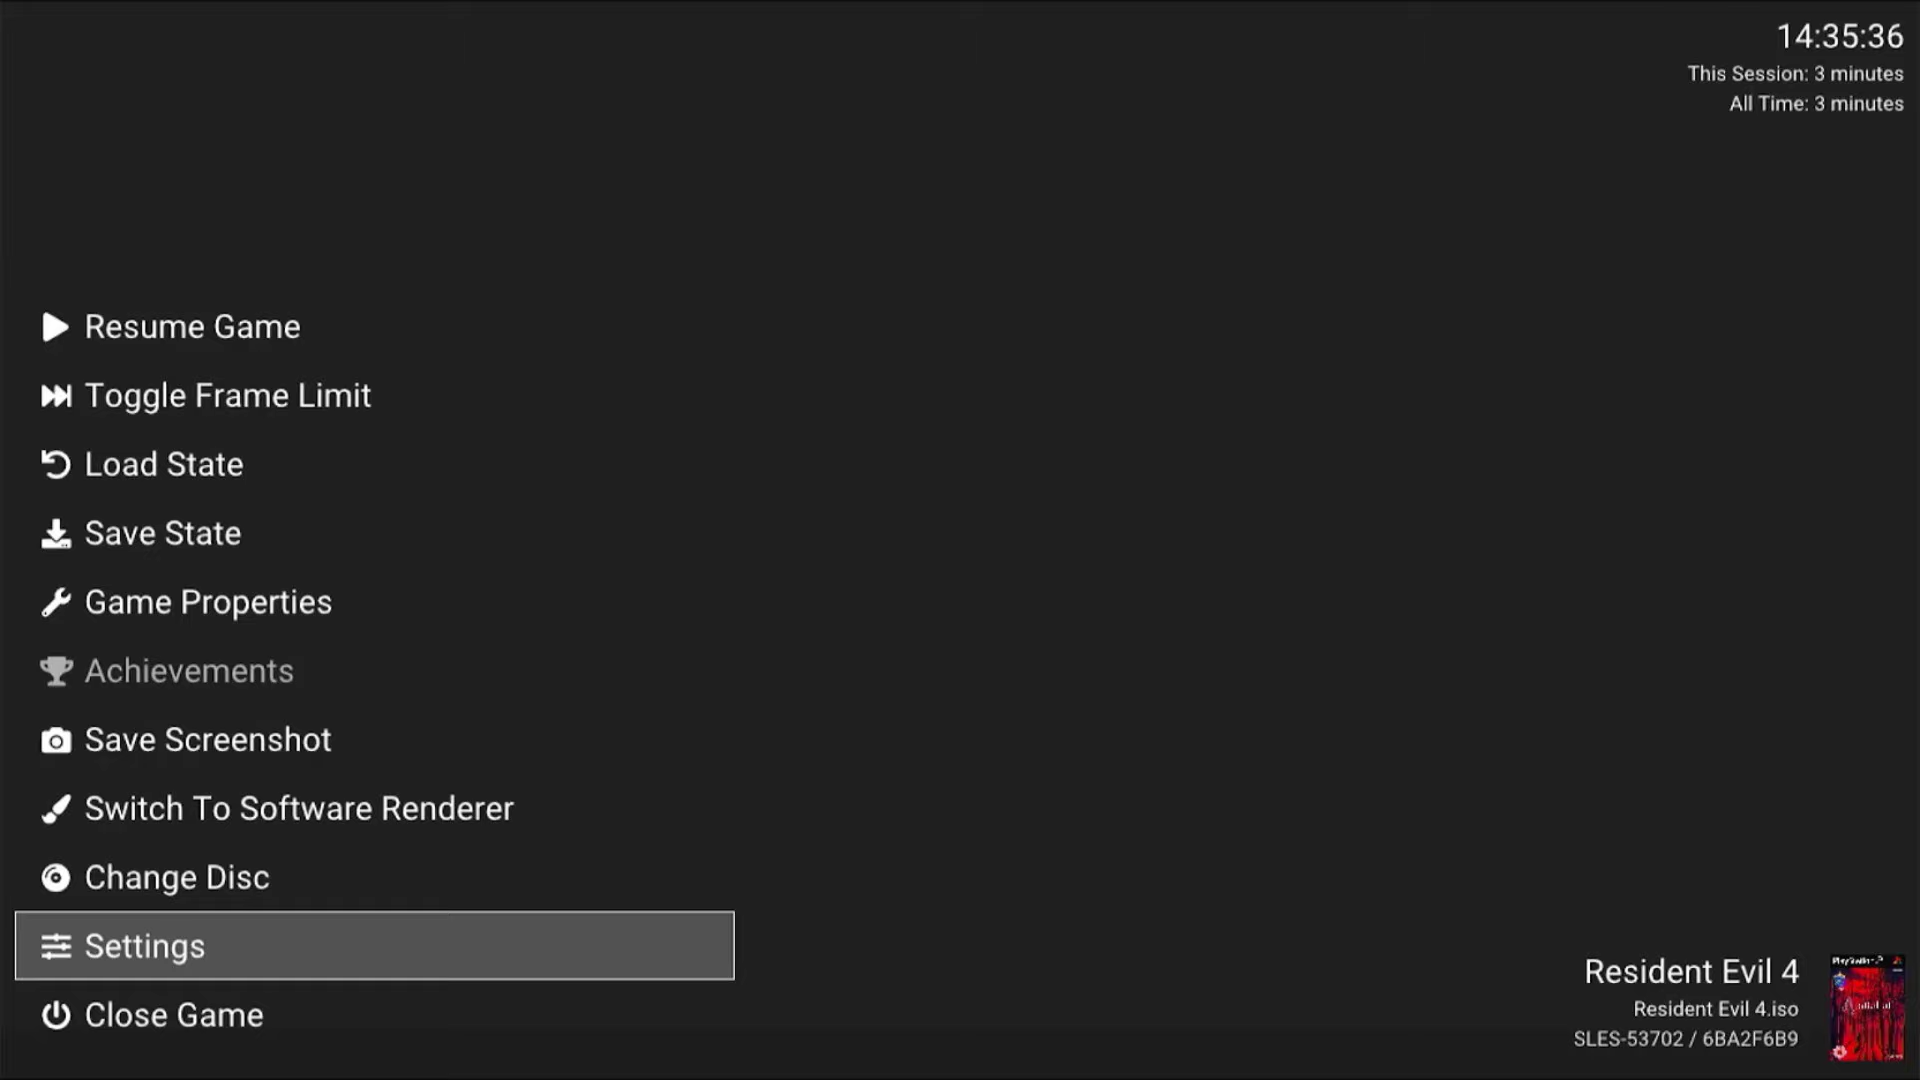 14:35:36
This Session: 3 minutes
All Time: 3 minutes
Resume Game
Toggle Frame Limit
Load State
Save State
Game Properties
Achievements
Save Screenshot
Switch To Software Renderer
Change Disc
Settings
Close Game
Resident Evil 4
Resident Evil 4.iso
SLES-53702 / 6BA2F6B9
PlayStation 2